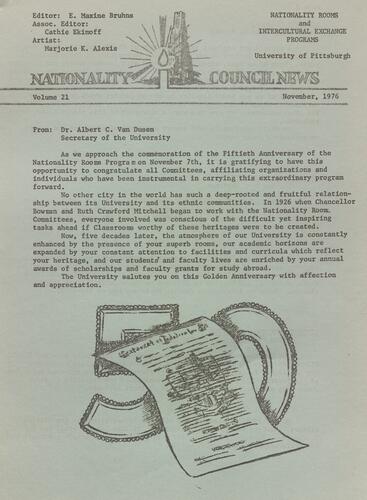 Editor: E. Maxine Bruhns
Assoc. Editor:
Cathie Ekimoff
Artist:
Marjorie K. Alexis
NATIONALITY ROOMS
and
INTERCULTURAL EXCHANGE
PROGRAMS
University of Pittsburgh
NATIONALITY COUNCIL NEWS
Volume 21
November, 1976
From: Dr. Albert C. Van Dusen
Secretary of the University
As we approach the commemoration of the Fiftieth Anniversary of the
Nationality Rooms Program on November 7th, it is gratifying to have this
opportunity to congratulate all Committees, affiliating organizations and
individuals who have been instrumental in carrying this extraordinary program
forward.
No other city in the world has such a deep-rooted and fruitful relation-
ship between its University and its ethnic communities. In 1926 when Chancellor
Bowman and Ruth Crawford Mitchell began to work with the Nationality Room
Committees, everyone involved was conscious of the difficult yet inspiring
tasks ahead if Classrooms worthy of these heritages were to be created.
Now, five decades later, the atmosphere of our University is constantly
enhanced by the presence of your superb rooms, our academic horizons are
expanded by your constant attention to facilities and curricula which reflect
your heritage, and our students' and faculty lives are enriched by your annual
awards of scholarships and faculty grants for study abroad.
The University salutes you on this Golden Anniversary with affection
and appreciation.